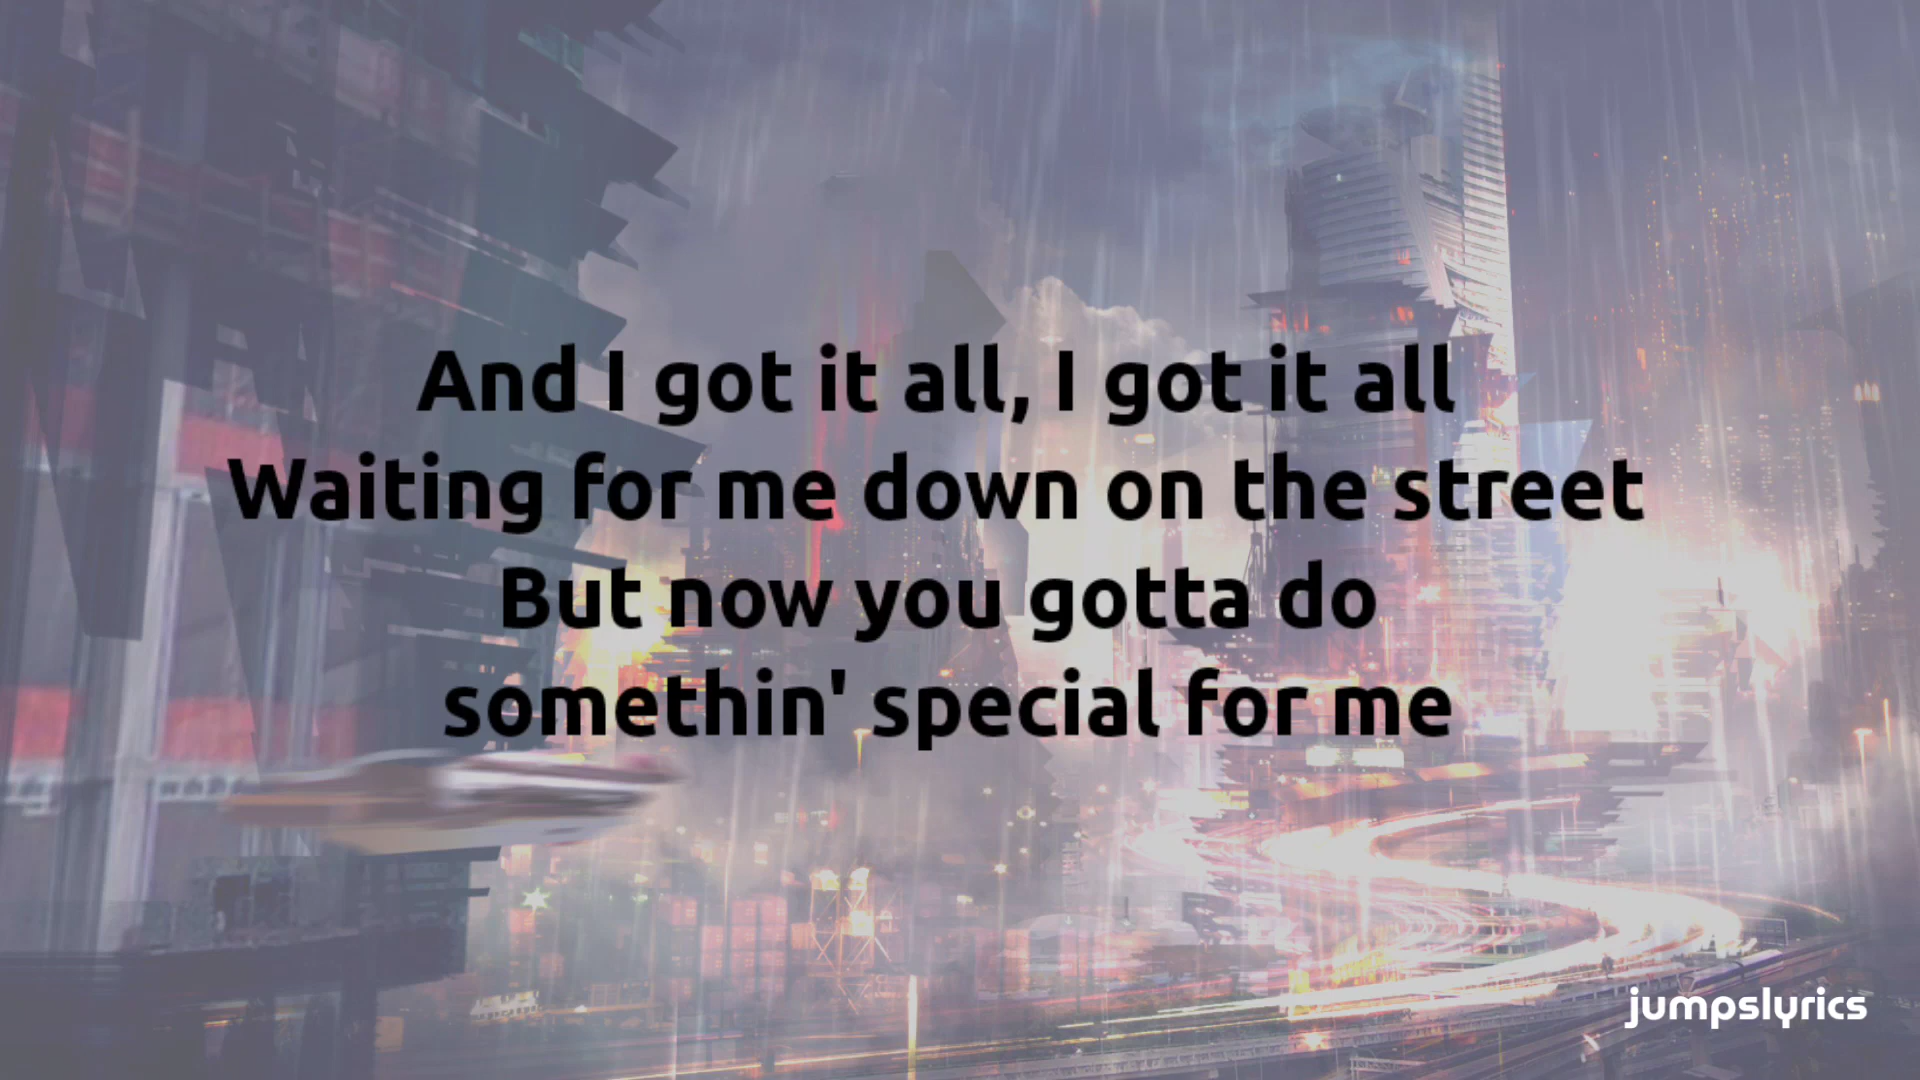 And I got it all, I got it all
Waiting for me down on the street
But now you gotta do
somethin' special for me
jumpslyrics